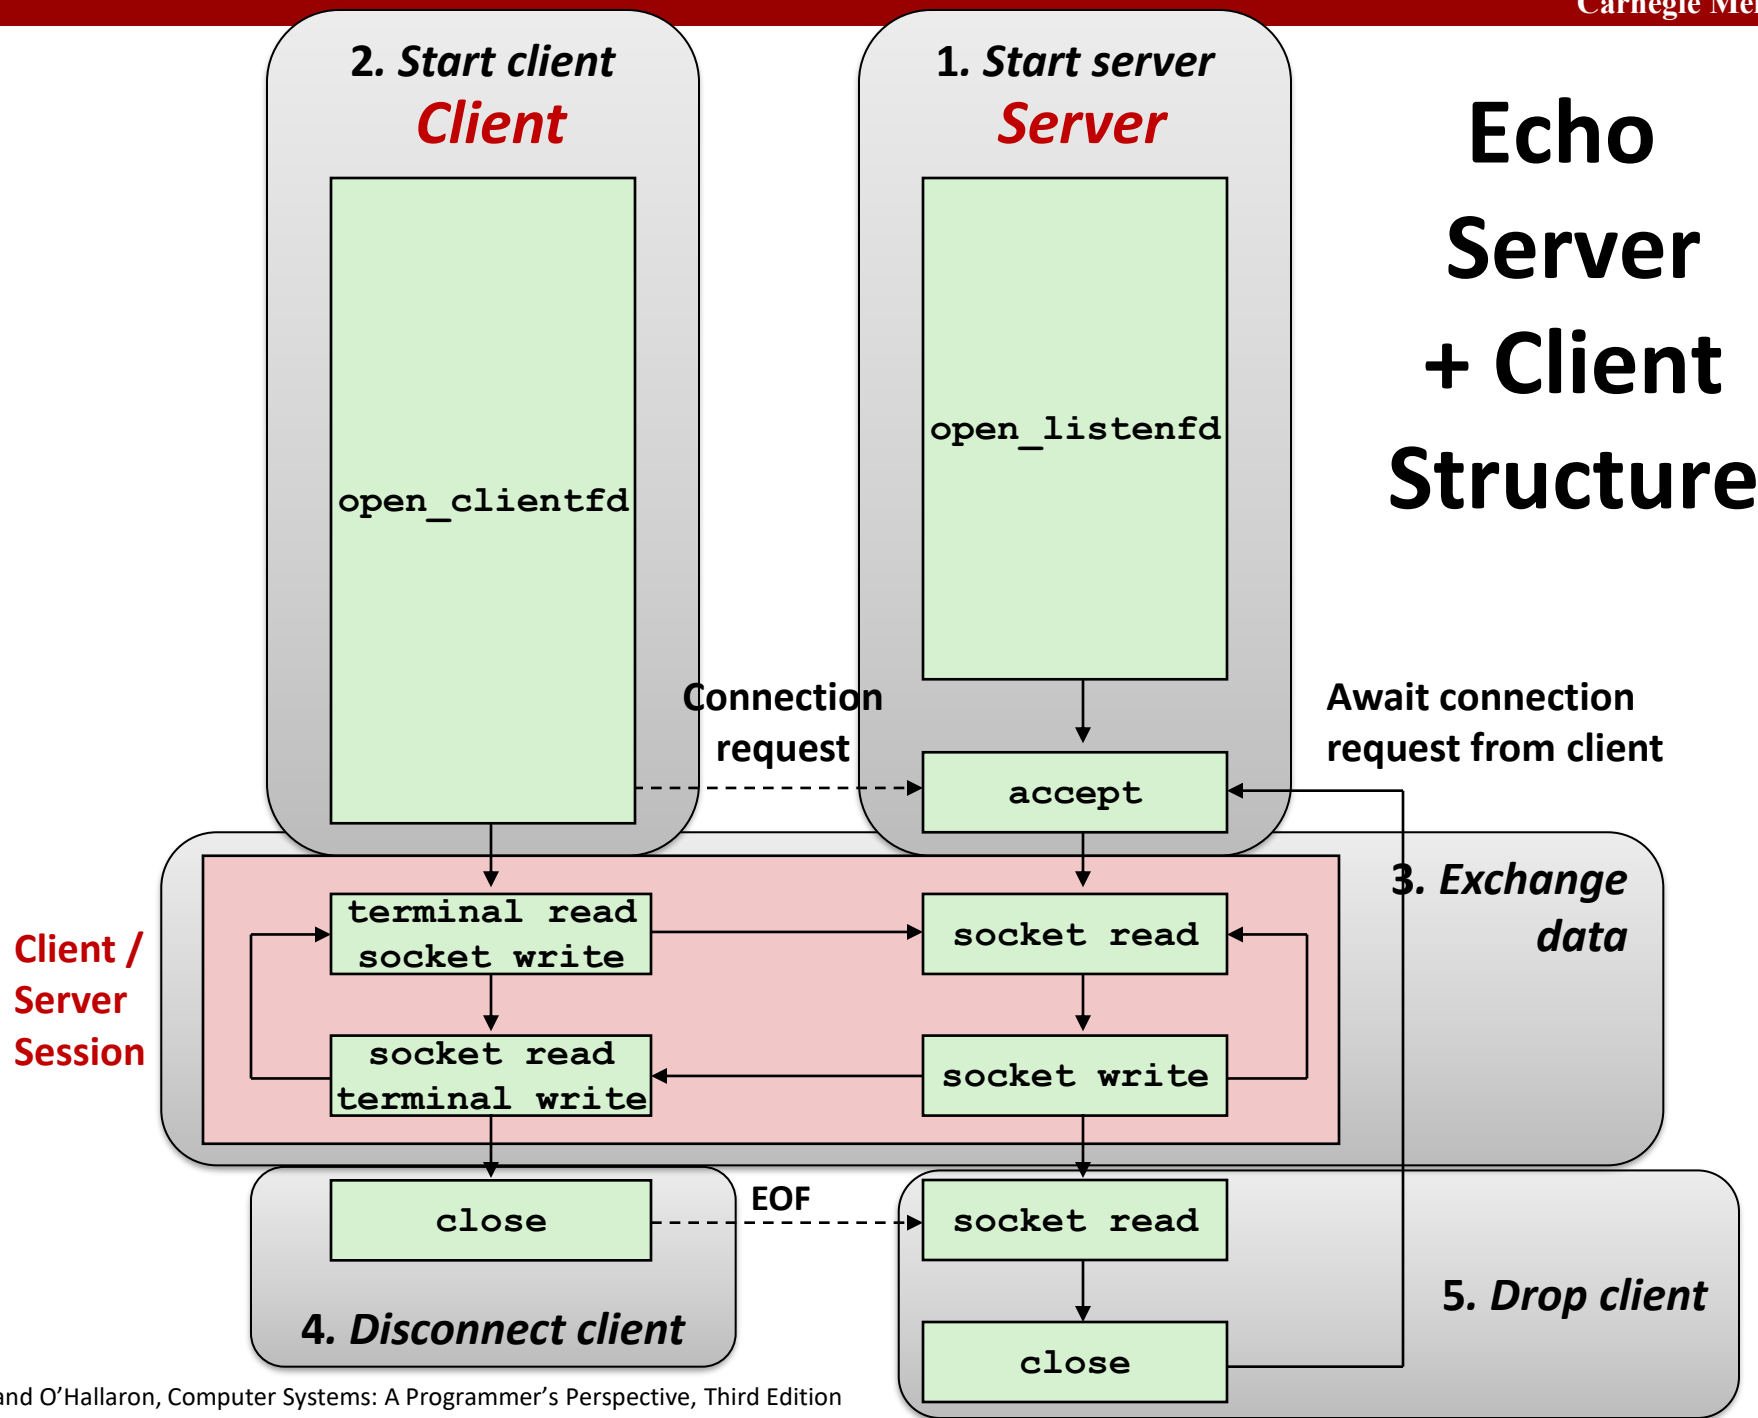 Carnegie Mel
2. Start client
Client
1. Start server
Server
Echo
Server
+ Client
Structure
open_clientfd
open_listenfd
Connection
request
Await connection
request from client
accept
3. Exchange
data
Client /
Server
Session
terminal read
socket write
socket read
socket read
terminal write
socket write
close
EOF
socket read
4. Disconnect client
5. Drop client
close
and O'Hallaron, Computer Systems: A Programmer's Perspective, Third Edition